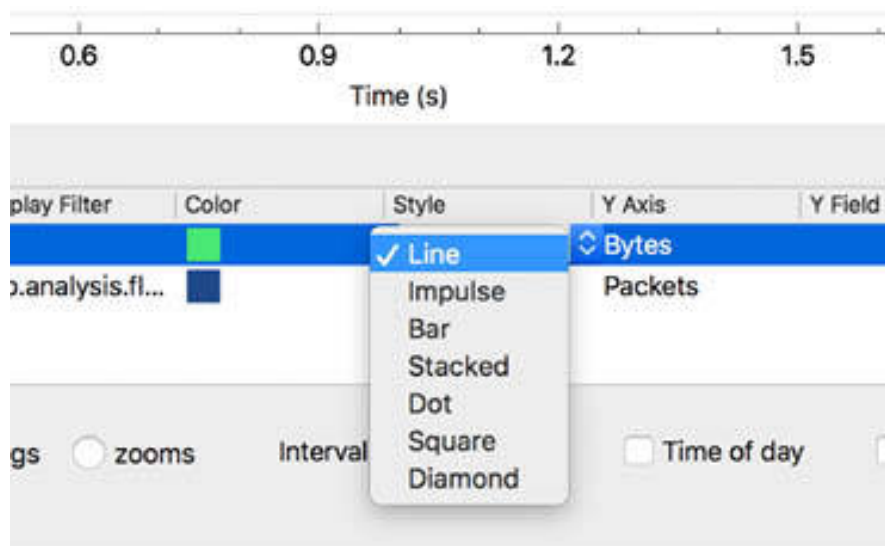 0.6 0.9 1.2 1.5
Time (s)
play Filter Color Style Y Axis Y Field
✓ Line Bytes
o.analysis.fl... Impulse Packets
Bar
Stacked
Dot
gs zooms Interval Square Time of day
Diamond